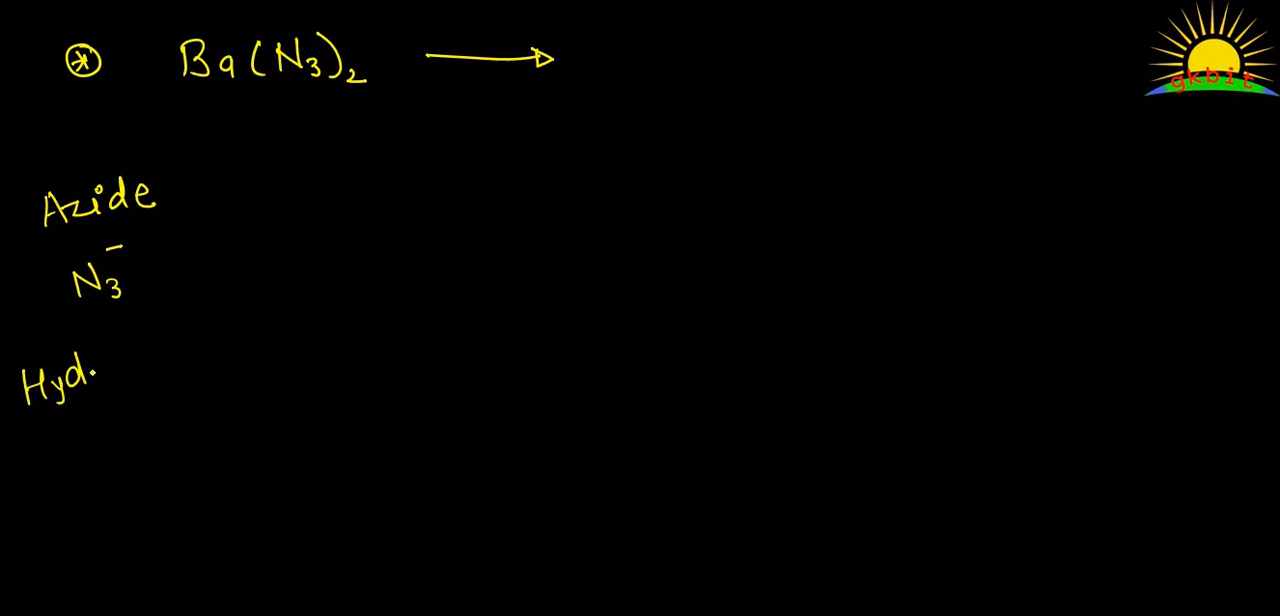 ⊛ Ba(N3)2 ⟶
gkbit
Azide
N3⁻
Hyd.